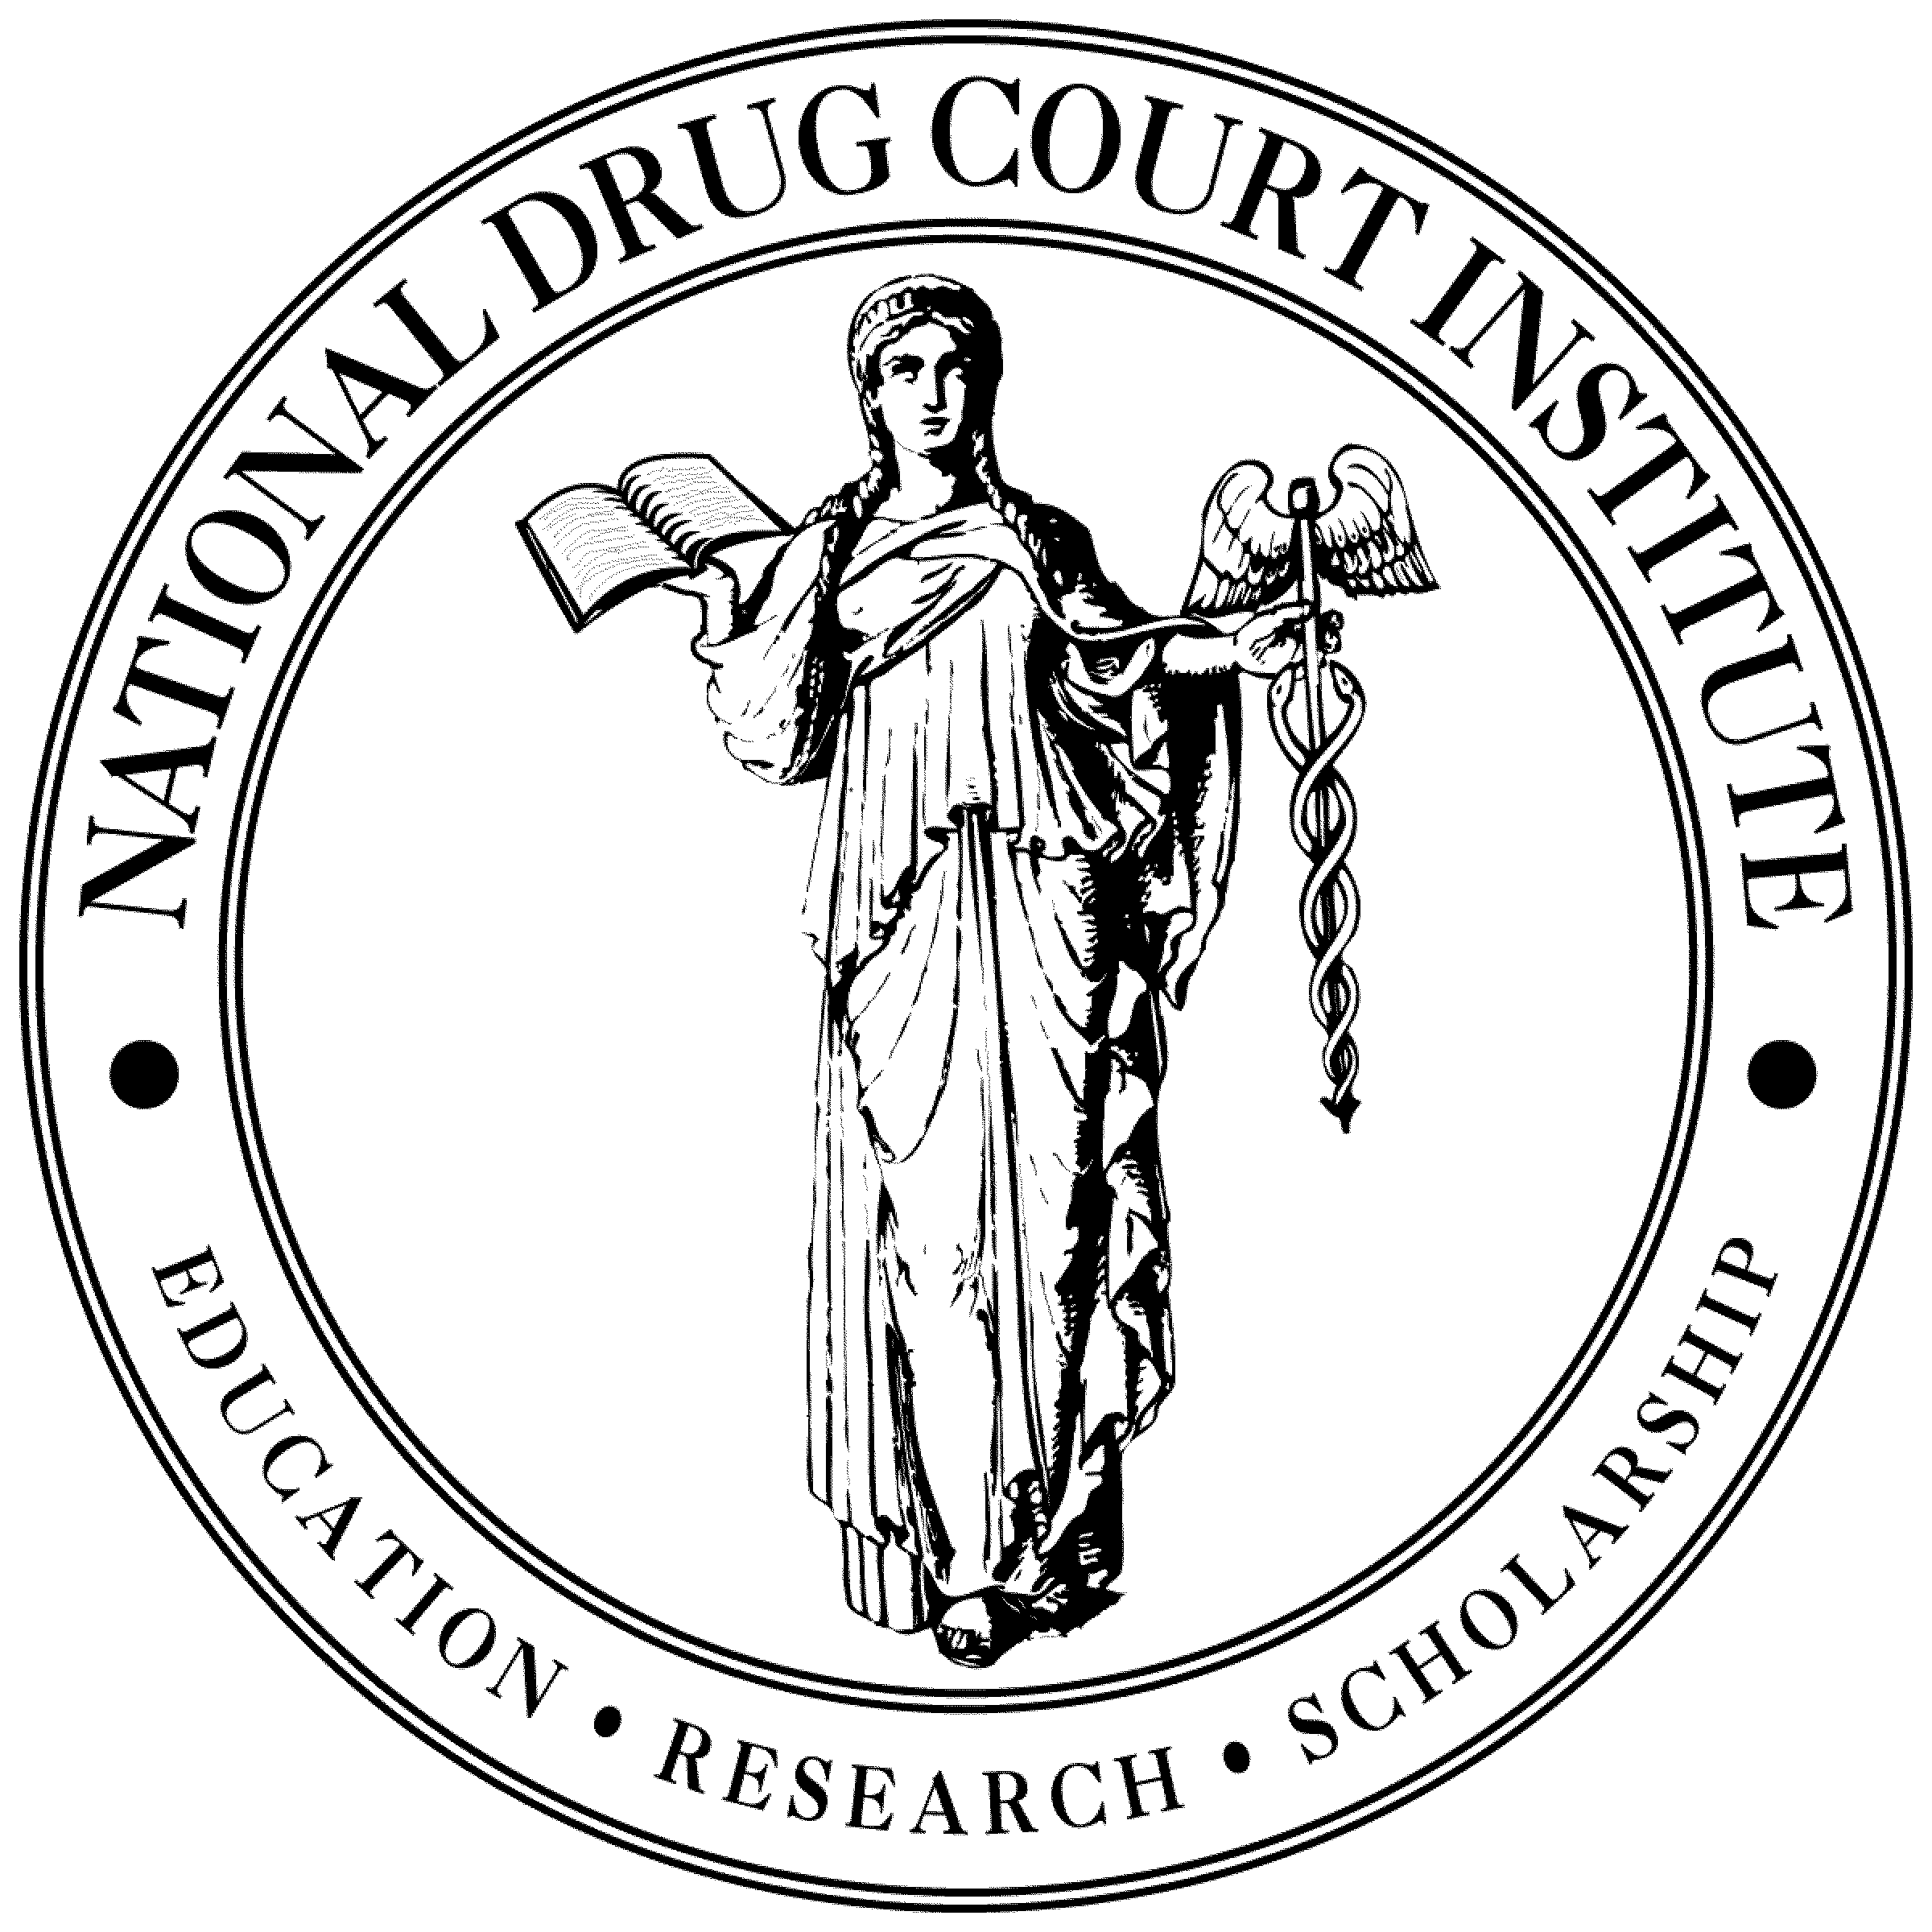 NATIONAL DRUG COURT INSTITUTE
EDUCATION • RESEARCH • SCHOLARSHIP